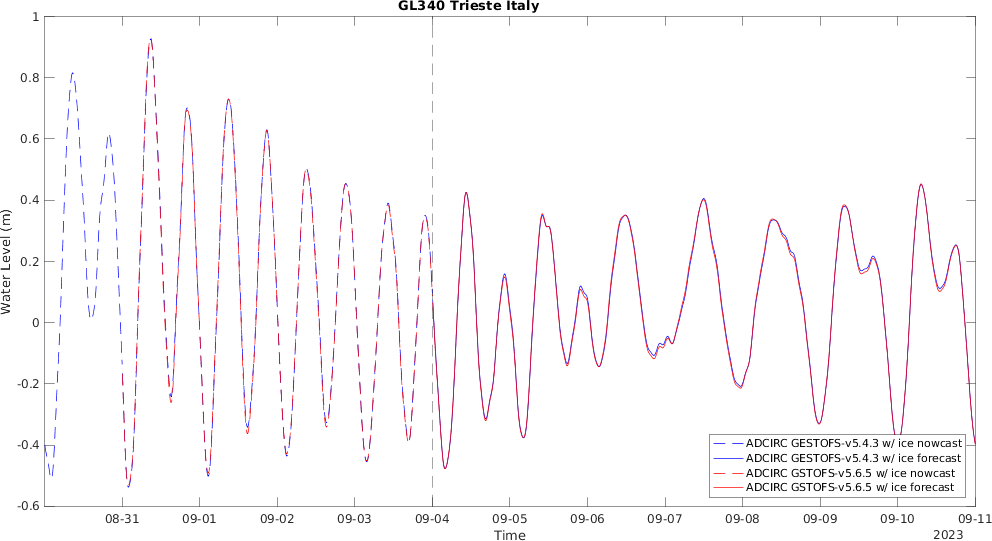 GL340 Trieste Italy
Water Level (m)
1
0.8
0.6
0.4
0.2
0
-0.2
-0.4
-0.6
08-31 09-01 09-02 09-03 09-04 09-05 09-06 09-07 09-08 09-09 09-10 09-11
Time
2023
ADCIRC GESTOFS-v5.4.3 w/ ice nowcast
ADCIRC GESTOFS-v5.4.3 w/ ice forecast
ADCIRC GSTOFS-v5.6.5 w/ ice nowcast
ADCIRC GSTOFS-v5.6.5 w/ ice forecast